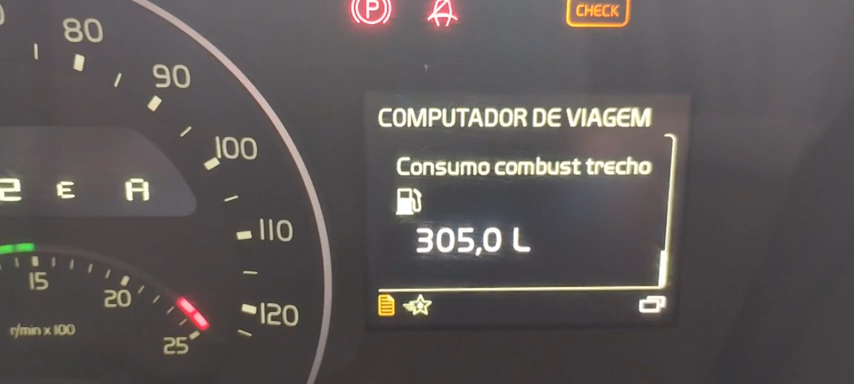 80
90
100
110
120
P
CHECK
COMPUTADOR DE VIAGEM
Consumo combust trecho
305,0 L
2 E A
15
20
25
r/min x 100